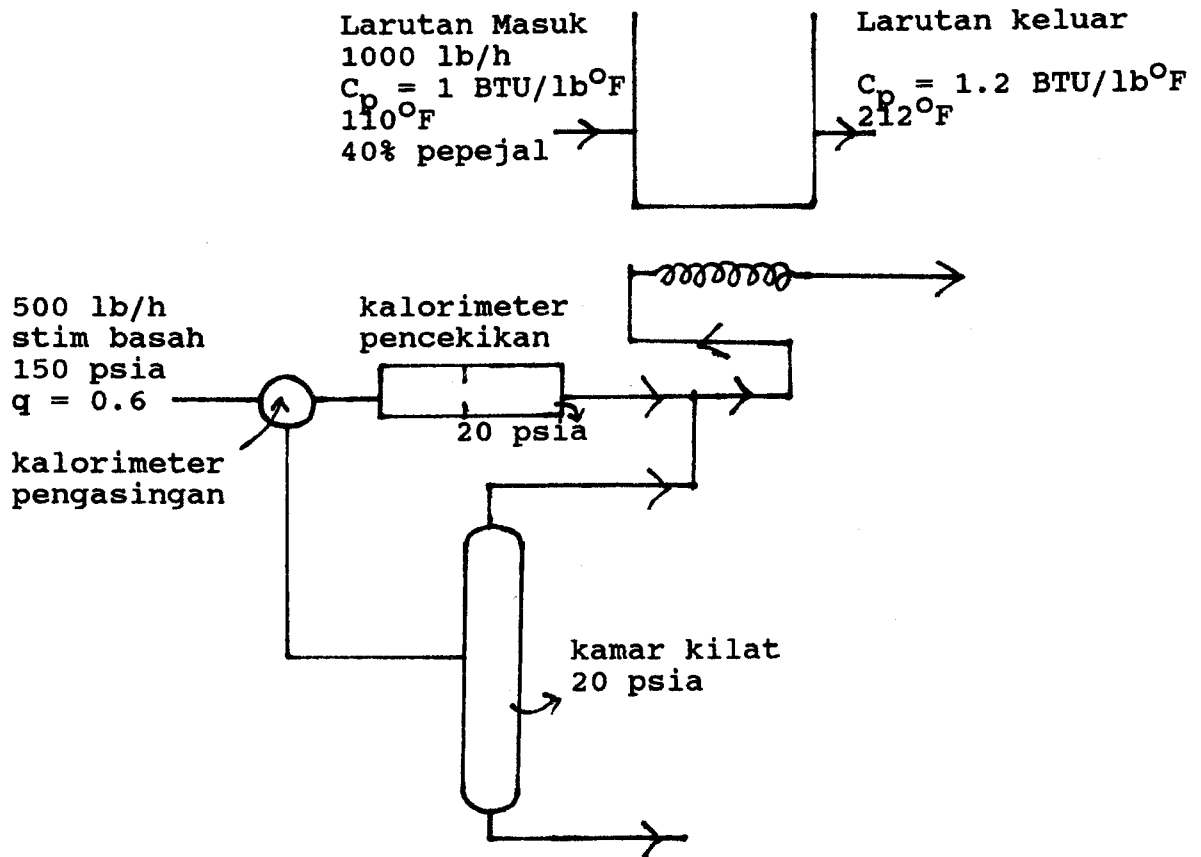 Larutan Masuk
1000 lb/h
Cp = 1 BTU/lb°F
110°F
40% pepejal
Larutan keluar
Cp = 1.2 BTU/lb°F
212°F
500 lb/h
stim basah
150 psia
q = 0.6
kalorimeter
pencekikan
20 psia
kalorimeter
pengasingan
kamar kilat
20 psia